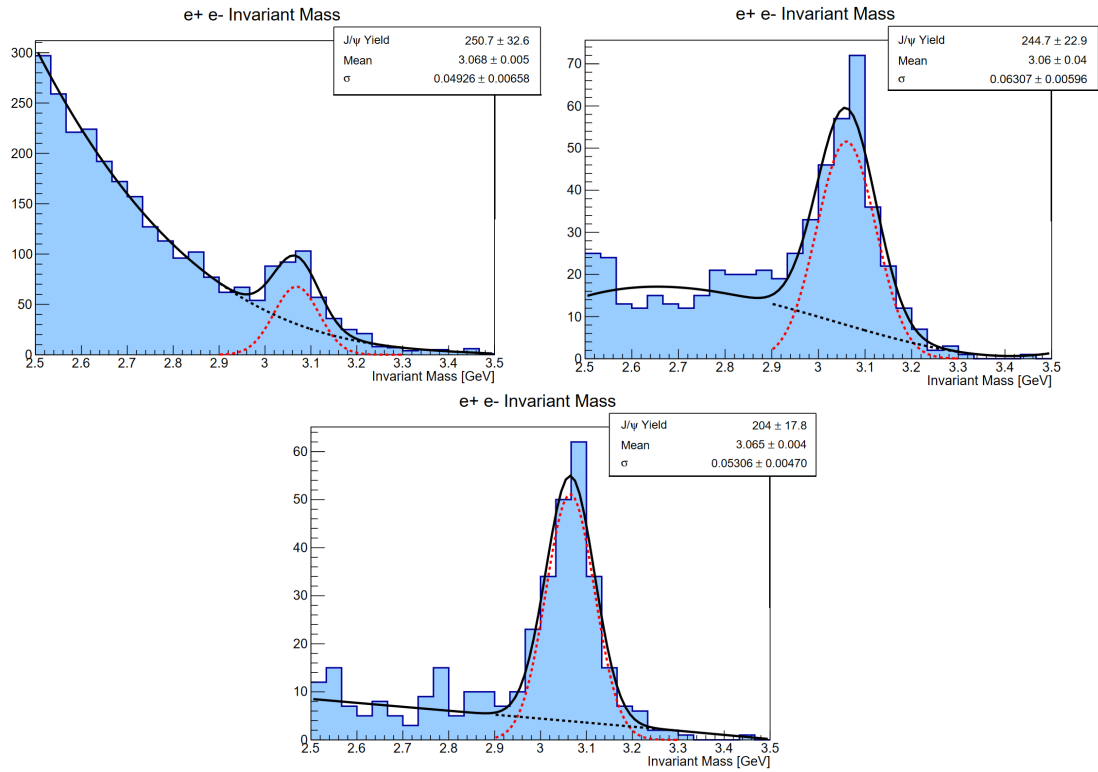 e+ e- Invariant Mass
J/ψ Yield 250.7 ± 32.6
Mean 3.068 ± 0.005
σ 0.04926 ± 0.00658
300
250
200
150
100
50
0
2.5 2.6 2.7 2.8 2.9 3 3.1 3.2 3.3 3.4 3.5
Invariant Mass [GeV]
e+ e- Invariant Mass
J/ψ Yield 244.7 ± 22.9
Mean 3.06 ± 0.04
σ 0.06307 ± 0.00596
70
60
50
40
30
20
10
0
2.5 2.6 2.7 2.8 2.9 3 3.1 3.2 3.3 3.4 3.5
Invariant Mass [GeV]
e+ e- Invariant Mass
J/ψ Yield 204 ± 17.8
Mean 3.065 ± 0.004
σ 0.05306 ± 0.00470
60
50
40
30
20
10
0
2.5 2.6 2.7 2.8 2.9 3 3.1 3.2 3.3 3.4 3.5
Invariant Mass [GeV]